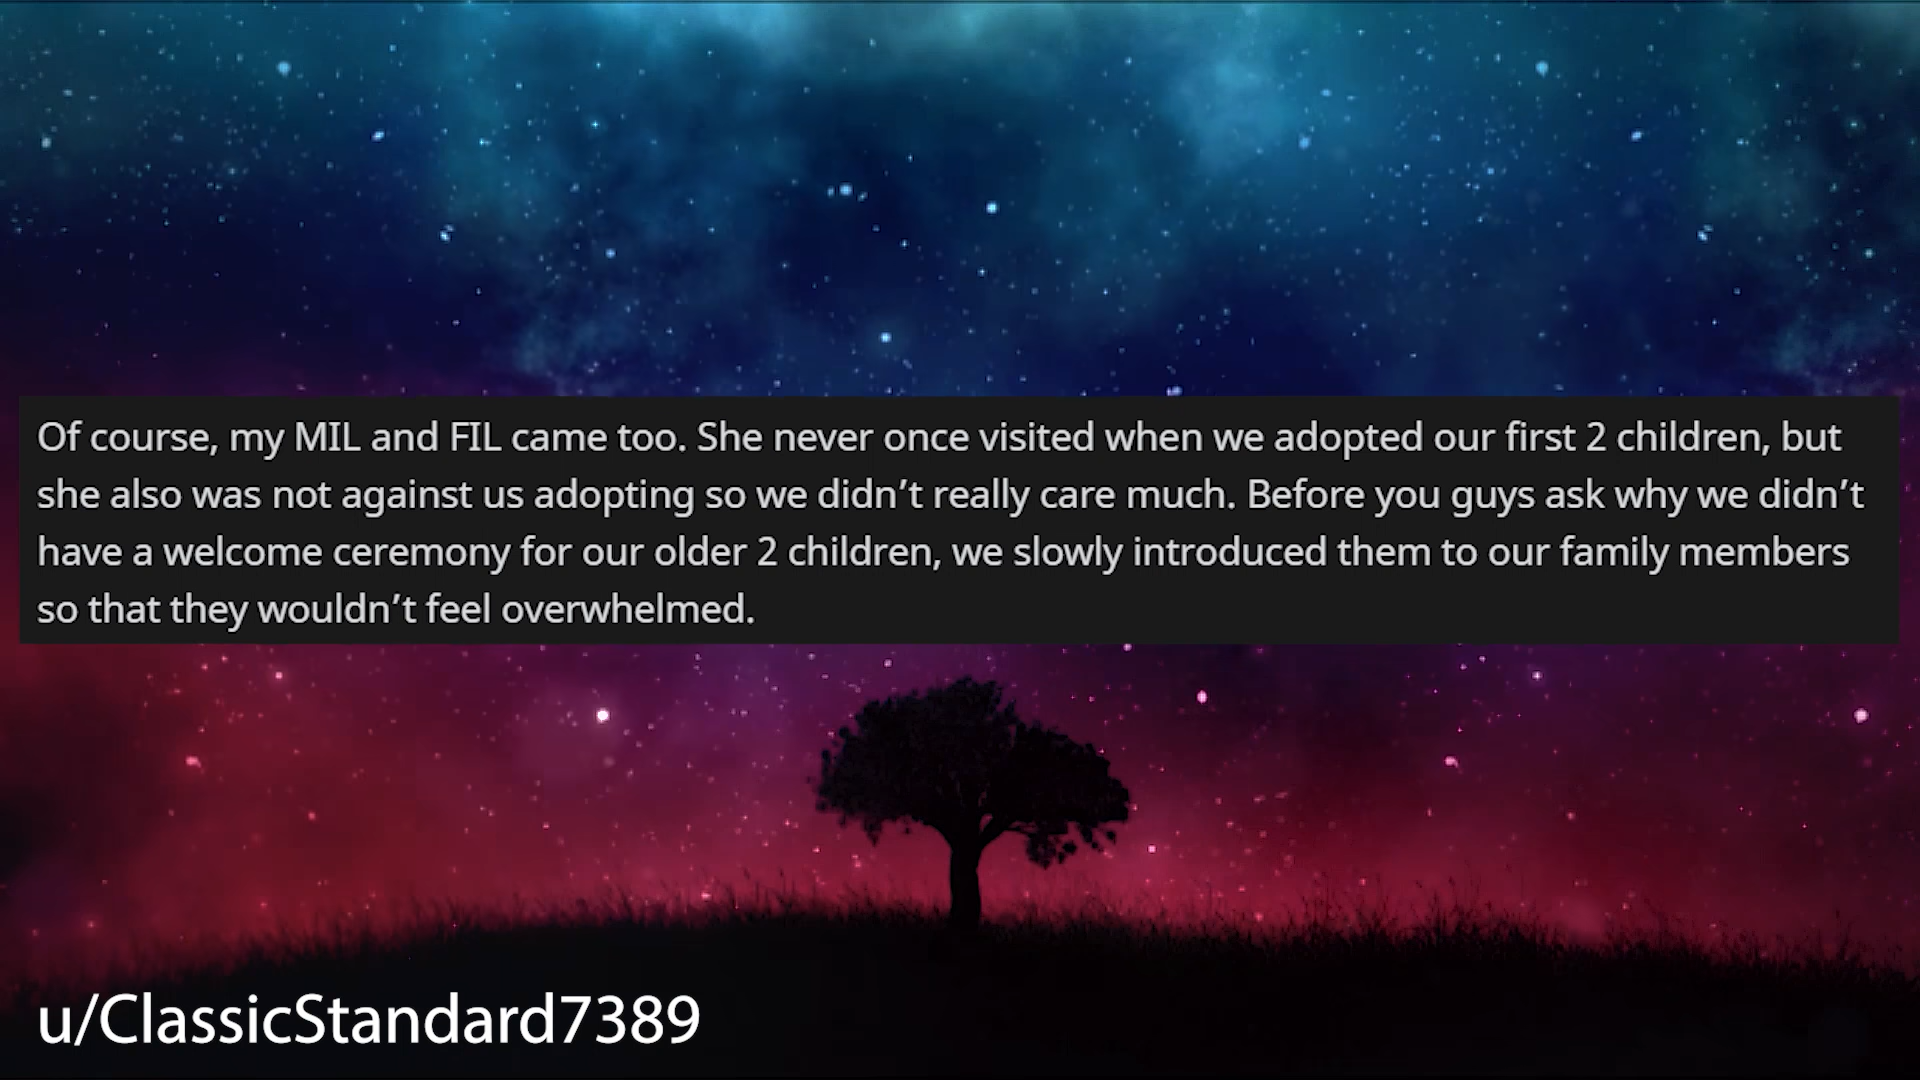 Of course, my MIL and FIL came too. She never once visited when we adopted our first 2 children, but
she also was not against us adopting so we didn’t really care much. Before you guys ask why we didn’t
have a welcome ceremony for our older 2 children, we slowly introduced them to our family members
so that they wouldn’t feel overwhelmed.
u/ClassicStandard7389